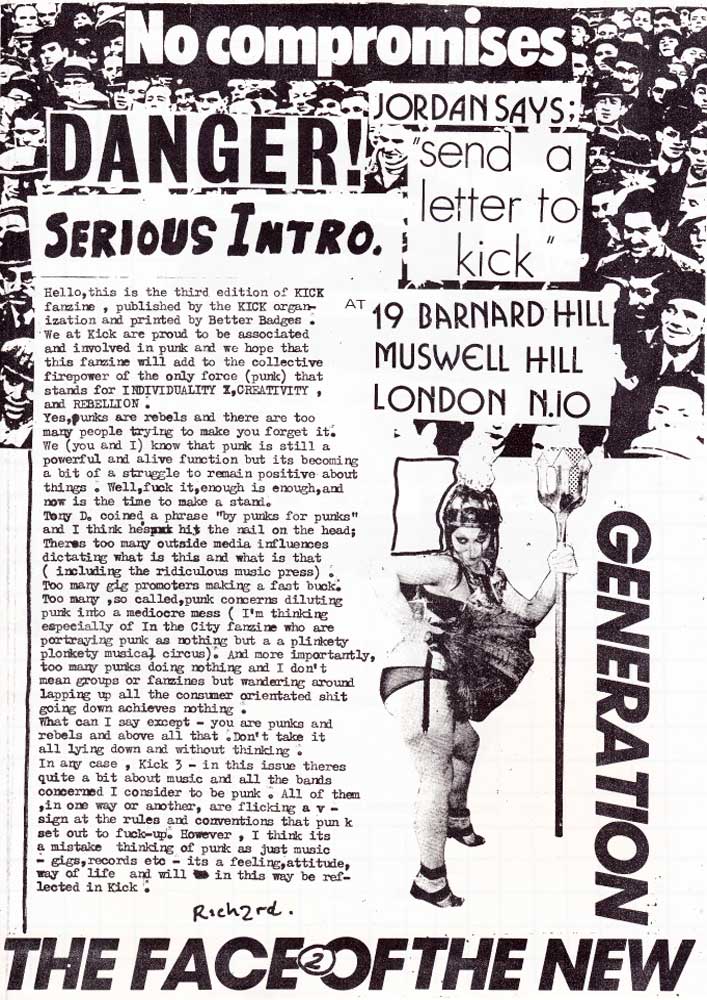 No compromises
DANGER!
SERIOUS INTRO.
JORDAN SAYS;
"send a
letter to
kick"
AT 19 BARNARD HILL
MUSWELL HILL
LONDON N.10
Hello,this is the third edition of KICK
fanzine , published by the KICK organ-
ization and printed by Better Badges .
We at Kick are proud to be associated
and involved in punk and we hope that
this fanzine will add to the collective
firepower of the only force (punk) that
stands for INDIVIDUALITY X,CREATIVITY ,
and REBELLION .
Yes,punks are rebels and there are too
many people trying to make you forget it.
We (you and I) know that punk is still a
powerful and alive function but its becoming
a bit of a struggle to remain positive about
things . Well,fuck it,enough is enough,and
now is the time to make a stand.
Tony D. coined a phrase "by punks for punks"
and I think hes hit the nail on the head;
Theres too many outside media influences
dictating what is this and what is that
( including the ridiculous music press) .
Too many gig promoters making a fast buck.
Too many ,so called,punk concerns diluting
punk into a mediocre mess ( I'm thinking
especially of In the City fanzine who are
portraying punk as nothing but a a plinkety
plonkety musical circus). And more importantly,
too many punks doing nothing and I don't
mean groups or fanzines but wandering around
lapping up all the consumer orientated shit
going down achieves nothing .
What can I say except - you are punks and
rebels and above all that .Don't take it
all lying down and without thinking .
In any case , Kick 3 - in this issue theres
quite a bit about music and all the bands
concerned I consider to be punk . All of them
,in one way or another, are flicking a v -
sign at the rules and conventions that pun k
set out to fuck-up. However , I think its
a mistake thinking of punk as just music
- gigs,records etc - its a feeling,attitude,
way of life and will in this way be ref-
lected in Kick .
Rich2rd.
THE FACE OF THE NEW
2
GENERATION